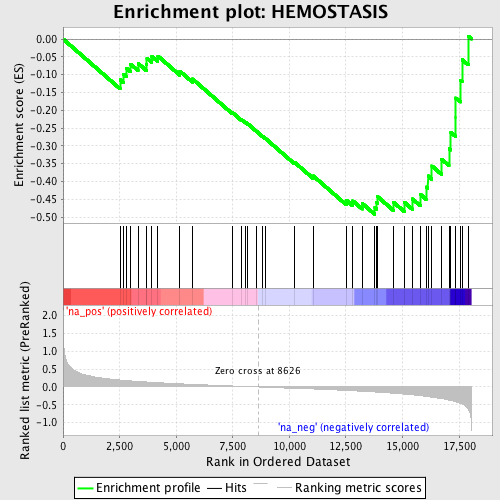 Enrichment plot: HEMOSTASIS
Enrichment score (ES)
0.00
-0.05
-0.10
-0.15
-0.20
-0.25
-0.30
-0.35
-0.40
-0.45
-0.50
'na_pos' (positively correlated)
Ranked list metric (PreRanked)
2.0
1.5
1.0
0.5
0.0
-0.5
-1.0
Zero cross at 8626
'na_neg' (negatively correlated)
0 2,500 5,000 7,500 10,000 12,500 15,000 17,500
Rank in Ordered Dataset
Enrichment profile Hits Ranking metric scores